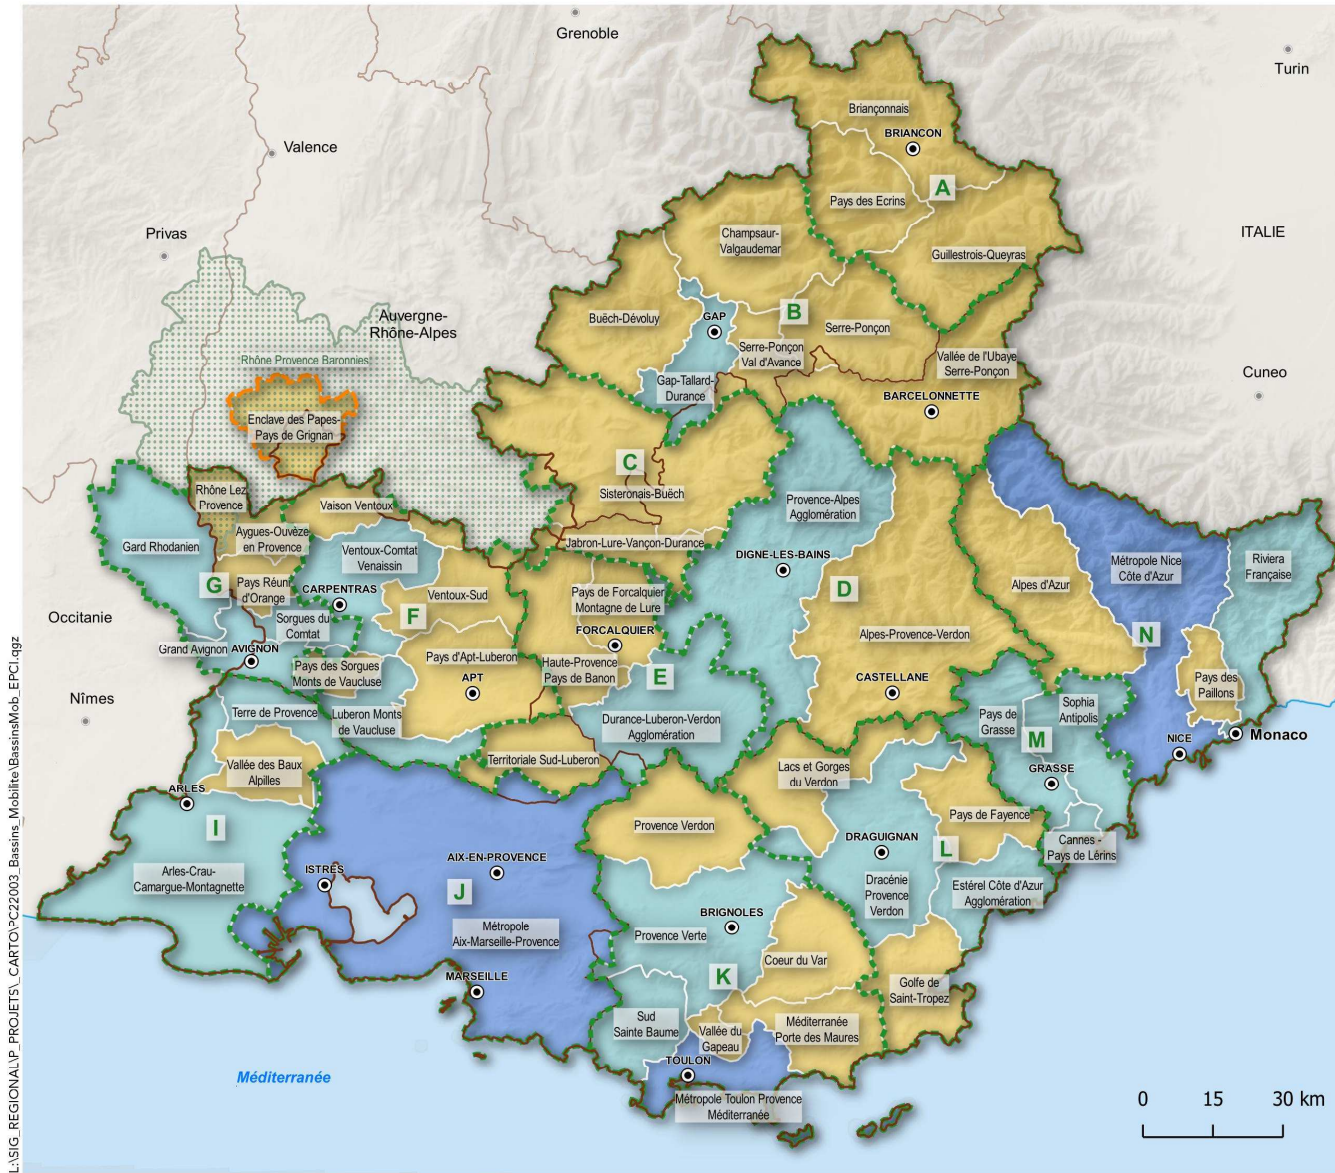 Grenoble
Turin
Briançonnais
BRIANCON
Valence
A
Pays des Ecrins
Privas
Champsaur-
Valgaudemar
ITALIE
Guillestrois-Queyras
Auvergne-
Rhône-Alpes
Buëch-Dévoluy
GAP
B
Serre-Ponçon
Serre-Ponçon
Val d'Avance
Vallée de l'Ubaye
Serre-Ponçon
Rhône Provence Baronnies
Cuneo
Gap-Tallard-
Durance
BARCELONNETTE
Enclave des Papes-
Pays de Grignan
C
Sisteronais-Buëch
Rhône Lez
Provence
Vaison Ventoux
Provence-Alpes
Agglomération
Aygues-Ouvèze
en Provence
Gard Rhodanien
Ventoux-Comtat
Venaissin
Jabron-Lure-Vançon-Durance
DIGNE-LES-BAINS
Métropole Nice
Côte d'Azur
Riviera
Française
G
Pays Réuni
d'Orange
CARPENTRAS
Ventoux-Sud
Pays de Forcalquier
Montagne de Lure
D
Alpes d'Azur
Occitanie
Sorgues du
Comtat
F
FORCALQUIER
Alpes-Provence-Verdon
N
Grand Avignon
AVIGNON
Pays des Sorgues
Monts de Vaucluse
Pays d'Apt-Luberon
APT
Haute-Provence
Pays de Banon
E
CASTELLANE
Pays des
Paillons
Nîmes
Terre de Provence
Luberon Monts
de Vaucluse
Durance-Luberon-Verdon
Agglomération
Pays de
Grasse
Sophia
Antipolis
M
NICE
Monaco
Vallée des Baux
Alpilles
Territoriale Sud-Luberon
Lacs et Gorges
du Verdon
GRASSE
ARLES
I
Provence Verdon
Pays de Fayence
DRAGUIGNAN
L
Cannes -
Pays de Lérins
Arles-Crau-
Camargue-Montagnette
ISTRES
AIX-EN-PROVENCE
J
Dracénie
Provence
Verdon
Estérel Côte d'Azur
Agglomération
Métropole
Aix-Marseille-Provence
BRIGNOLES
Provence Verte
Coeur du Var
K
MARSEILLE
Golfe de
Saint-Tropez
Sud
Sainte Baume
Vallée du
Gapeau
Méditerranée
Porte des Maures
TOULON
Méditerranée
Métropole Toulon Provence
Méditerranée
0 15 30 km
L:\SIG_REGIONAL\P_PROJETS\_CARTO\PC22003_Bassins_Mobilite\BassinsMob_EPCI.qgz